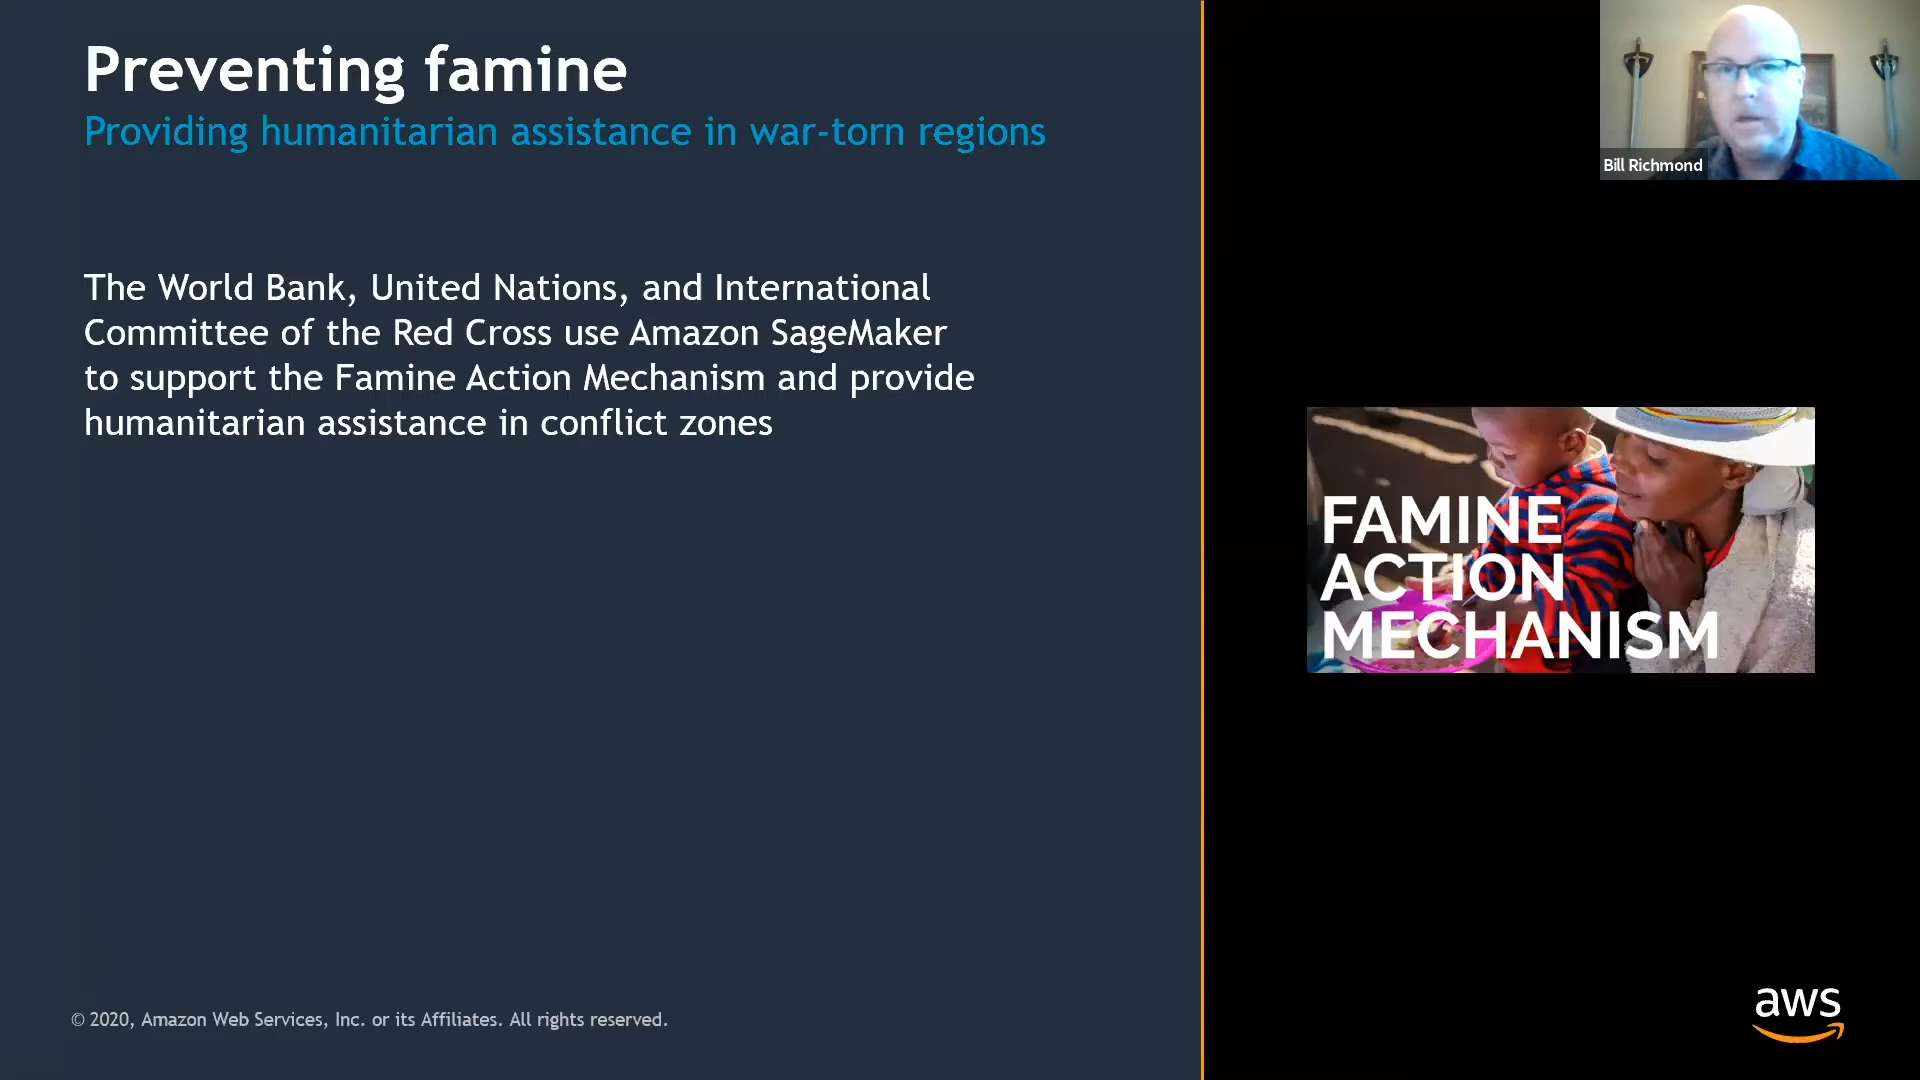 Preventing famine
Providing humanitarian assistance in war-torn regions
Bill Richmond
The World Bank, United Nations, and International
Committee of the Red Cross use Amazon SageMaker
to support the Famine Action Mechanism and provide
humanitarian assistance in conflict zones
FAMINE
ACTION
MECHANISM
© 2020, Amazon Web Services, Inc. or its Affiliates. All rights reserved.
aws